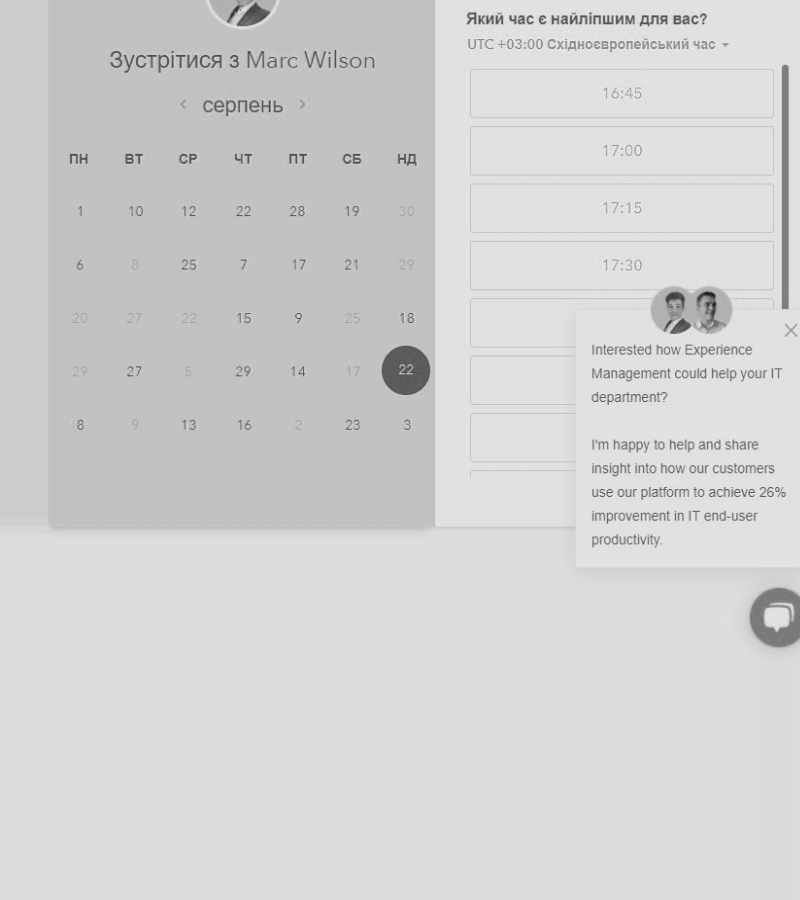 Зустрітися з Marc Wilson
серпень
ПН ВТ СР ЧТ ПТ СБ НД
1 10 12 22 28 19 30
6 8 25 7 17 21 29
20 27 22 15 9 25 18
29 27 5 29 14 17 22
8 9 13 16 2 23 3
Який час є найліпшим для вас?
UTC +03:00 Східноєвропейський час
16:45
17:00
17:15
17:30
Interested how Experience
Management could help your IT
department?
I'm happy to help and share
insight into how our customers
use our platform to achieve 26%
improvement in IT end-user
productivity.